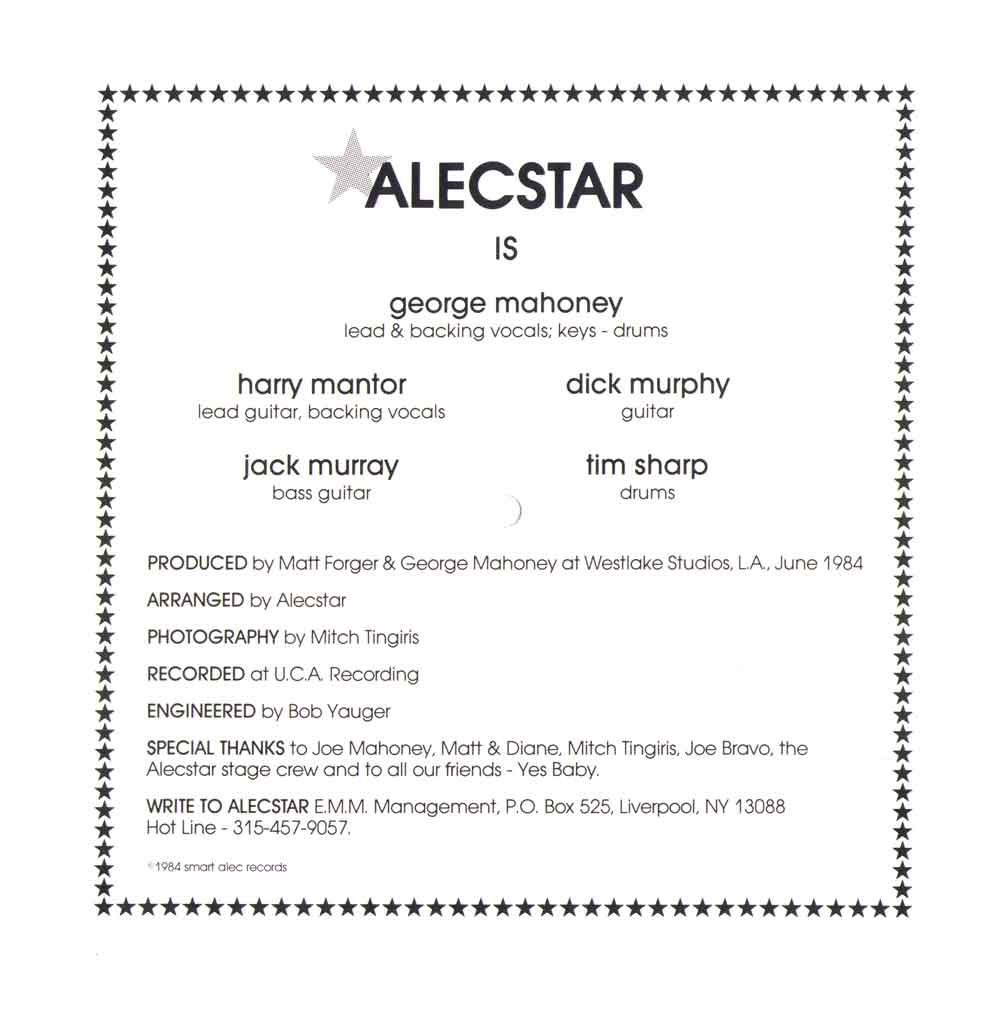 ALECSTAR
IS
george mahoney
lead & backing vocals; keys - drums
harry mantor
lead guitar, backing vocals
dick murphy
guitar
jack murray
bass guitar
tim sharp
drums
PRODUCED by Matt Forger & George Mahoney at Westlake Studios, L.A., June 1984
ARRANGED by Alecstar
PHOTOGRAPHY by Mitch Tingiris
RECORDED at U.C.A. Recording
ENGINEERED by Bob Yauger
SPECIAL THANKS to Joe Mahoney, Matt & Diane, Mitch Tingiris, Joe Bravo, the
Alecstar stage crew and to all our friends - Yes Baby.
WRITE TO ALECSTAR E.M.M. Management, P.O. Box 525, Liverpool, NY 13088
Hot Line - 315-457-9057.
©1984 smart alec records